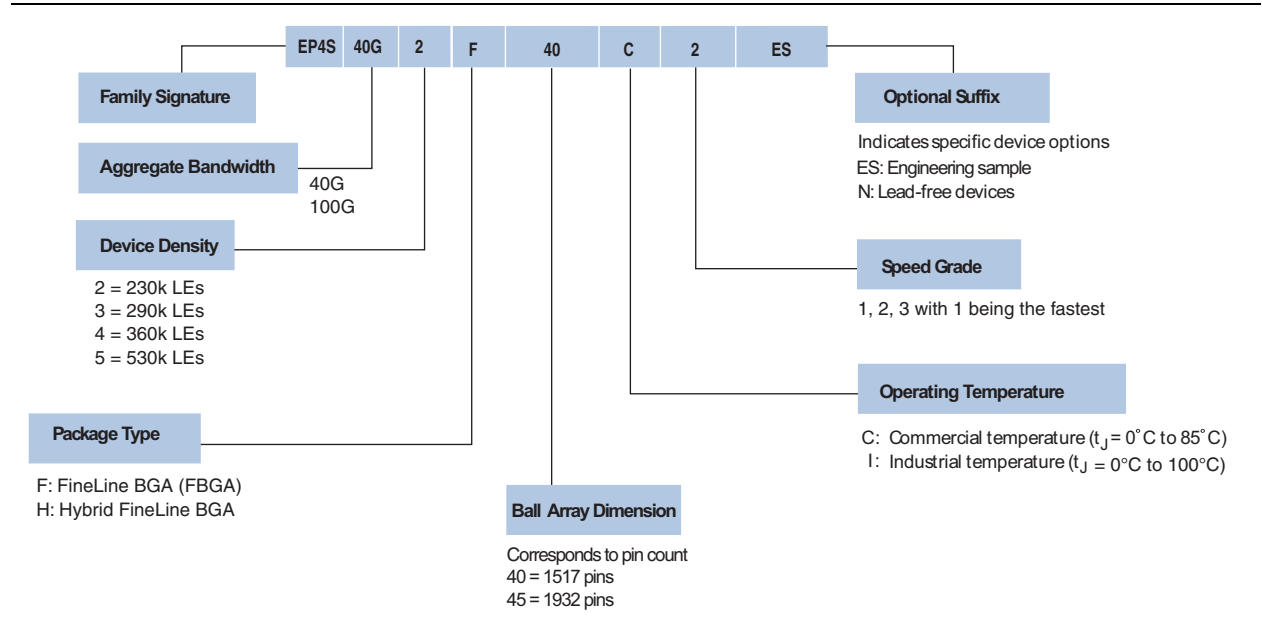 EP4S 40G 2 F 40 C 2 ES
Family Signature
Optional Suffix
Indicates specific device options
ES: Engineering sample
N: Lead-free devices
Aggregate Bandwidth
40G
100G
Device Density
2 = 230k LEs
3 = 290k LEs
4 = 360k LEs
5 = 530k LEs
Speed Grade
1, 2, 3 with 1 being the fastest
Operating Temperature
C: Commercial temperature (tJ = 0˚C to 85˚C)
I: Industrial temperature (tJ = 0°C to 100°C)
Package Type
F: FineLine BGA (FBGA)
H: Hybrid FineLine BGA
Ball Array Dimension
Corresponds to pin count
40 = 1517 pins
45 = 1932 pins